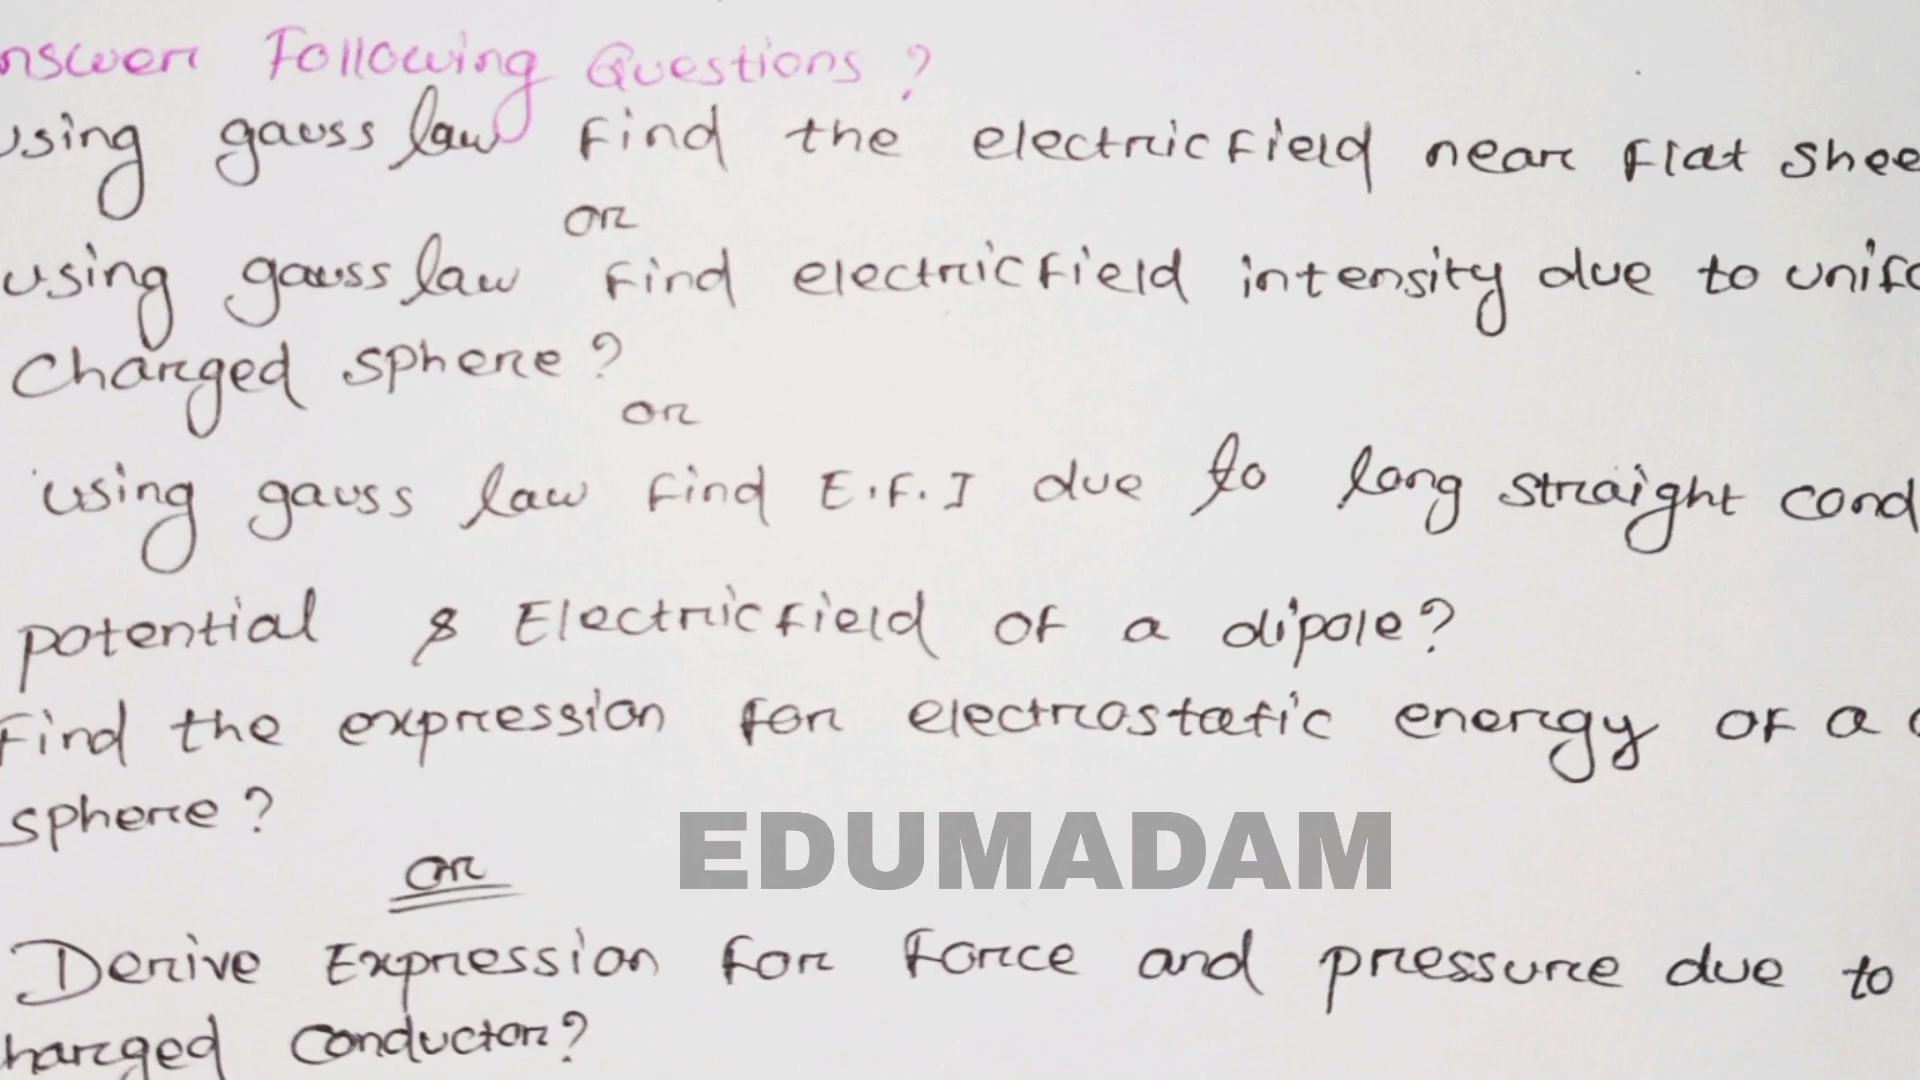 nswer Following Questions ?
using gauss law find the electric field near flat shee
or
using gauss law find electric field intensity due to unifo
charged sphere ?
or
using gauss law find E.F.I due to long straight cond
potential & Electric field of a dipole?
Find the expression for electrostatic energy of a c
sphere ?
or
EDUMADAM
Derive Expression for force and pressure due to
harged conductor?